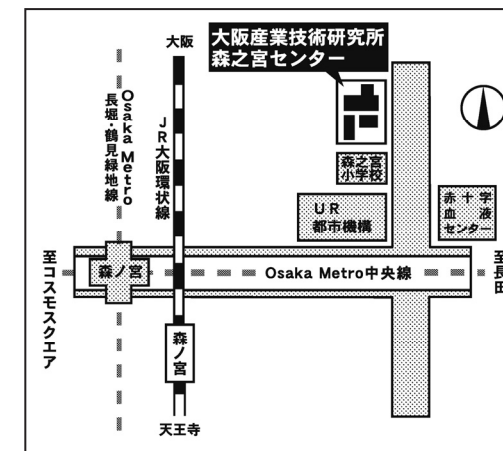 大阪
大阪産業技術研究所
森之宮センター
Osaka Metro
長堀・鶴見緑地線
JR大阪環状線
森之宮
小学校
UR
都市機構
赤十字
血液
センター
至コスモスクエア
森ノ宮
Osaka Metro中央線
至長田
森ノ宮
天王寺